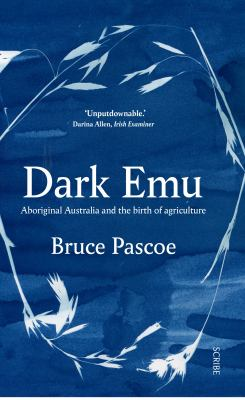 'Unputdownable.'
Darina Allen, Irish Examiner
Dark Emu
Aboriginal Australia and the birth of agriculture
Bruce Pascoe
SCRIBE